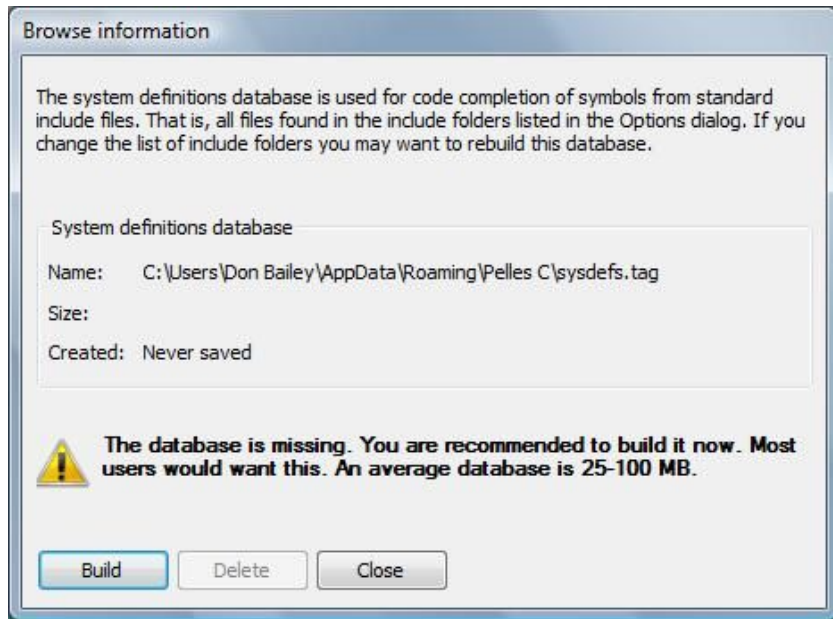 Browse information
The system definitions database is used for code completion of symbols from standard
include files. That is, all files found in the include folders listed in the Options dialog. If you
change the list of include folders you may want to rebuild this database.
System definitions database
Name: C:\Users\Don Bailey\AppData\Roaming\Pelles C\sysdefs.tag
Size:
Created: Never saved
The database is missing. You are recommended to build it now. Most
users would want this. An average database is 25-100 MB.
Build Delete Close